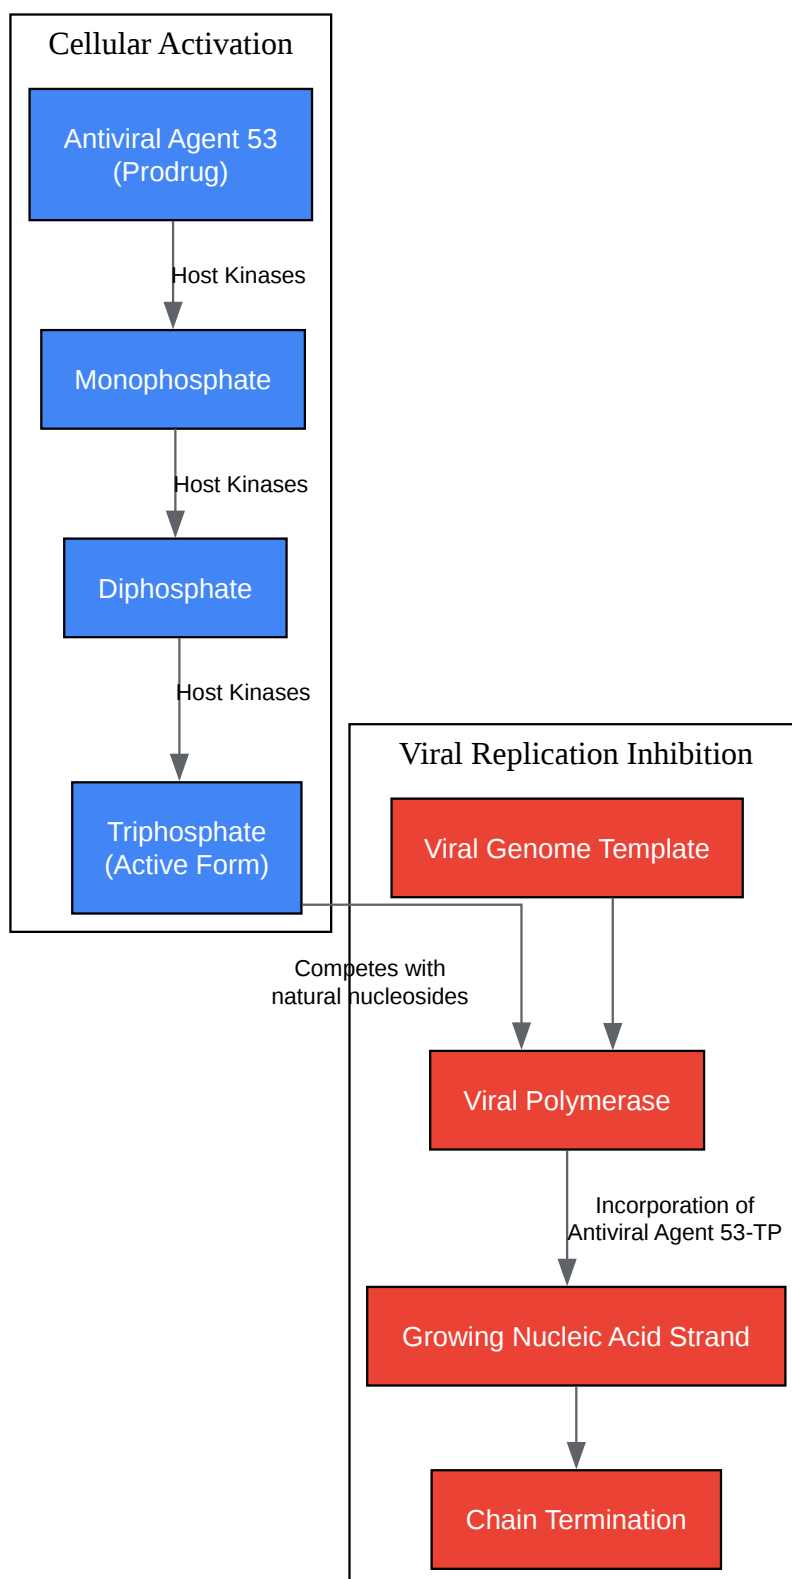 Cellular Activation
Antiviral Agent 53
(Prodrug)
Host Kinases
Monophosphate
Host Kinases
Diphosphate
Host Kinases
Triphosphate
(Active Form)
Viral Replication Inhibition
Viral Genome Template
Competes with
natural nucleosides
Viral Polymerase
Incorporation of
Antiviral Agent 53-TP
Growing Nucleic Acid Strand
Chain Termination